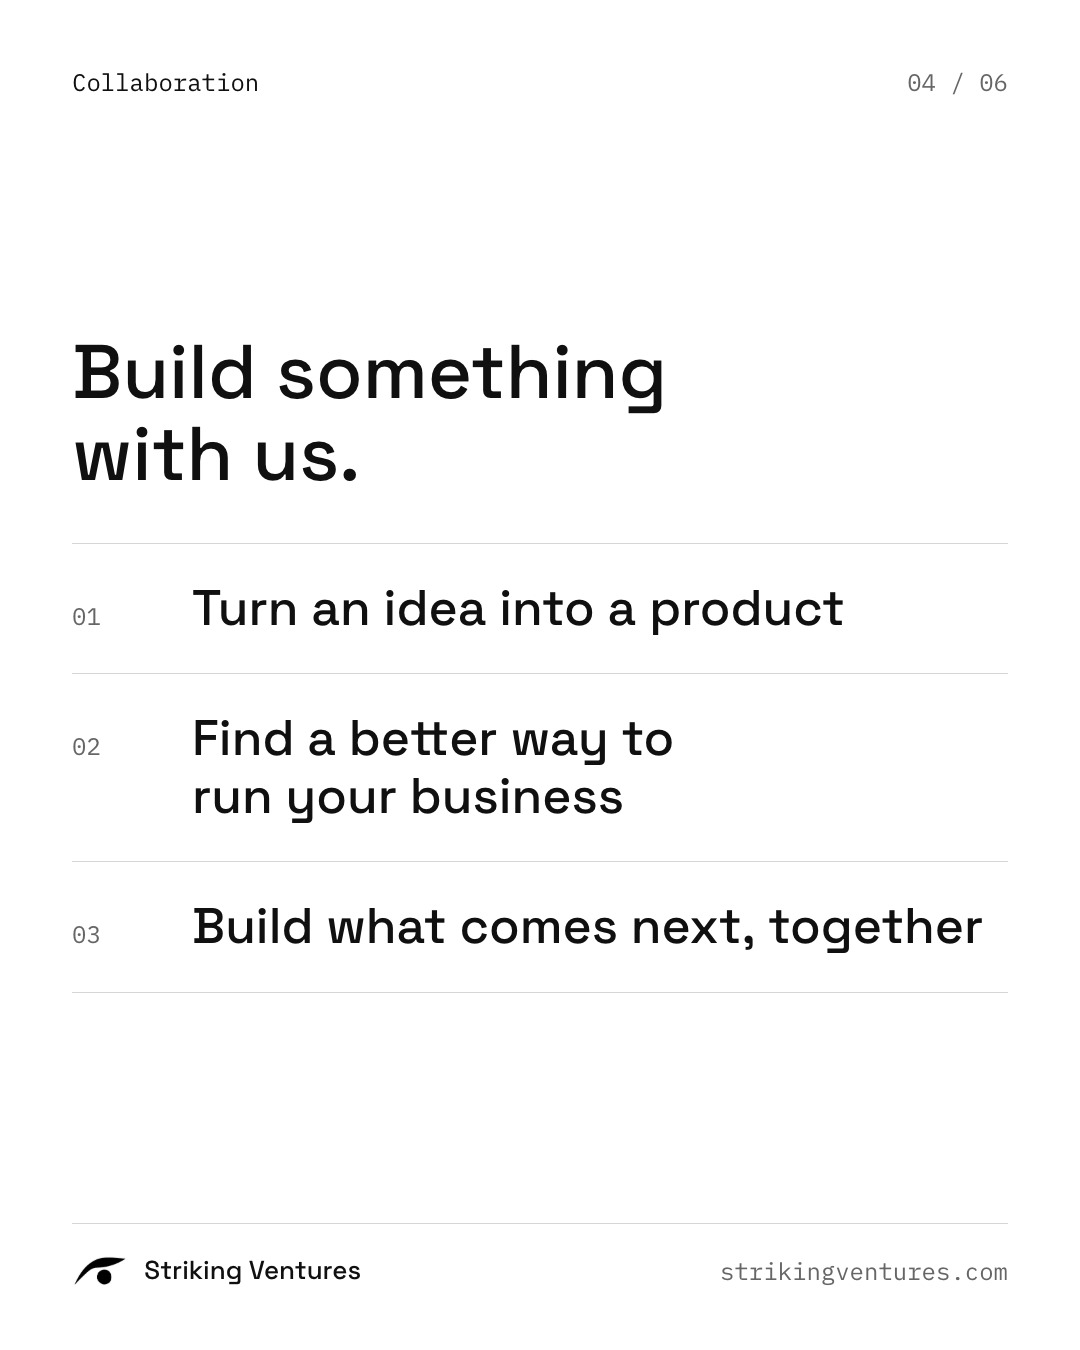 Collaboration
04 / 06
Build something
with us.
01
Turn an idea into a product
02
Find a better way to
run your business
03
Build what comes next, together
Striking Ventures
strikingventures.com